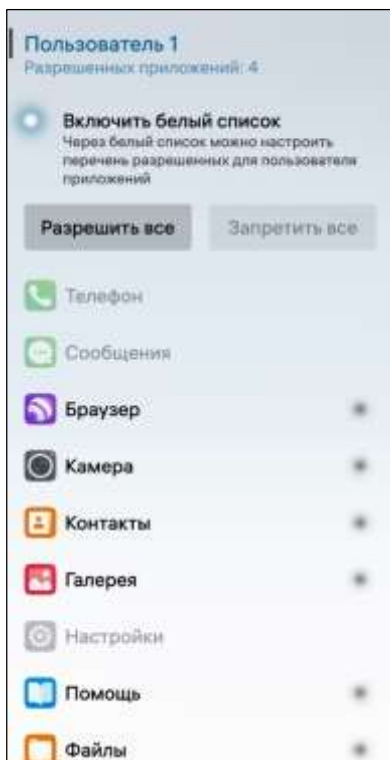 Пользователь 1
Разрешенных приложений: 4
Включить белый список
Через белый список можно настроить
перечень разрешенных для пользователя
приложений
Разрешить все
Запретить все
Телефон
Сообщения
Браузер
Камера
Контакты
Галерея
Настройки
Помощь
Файлы